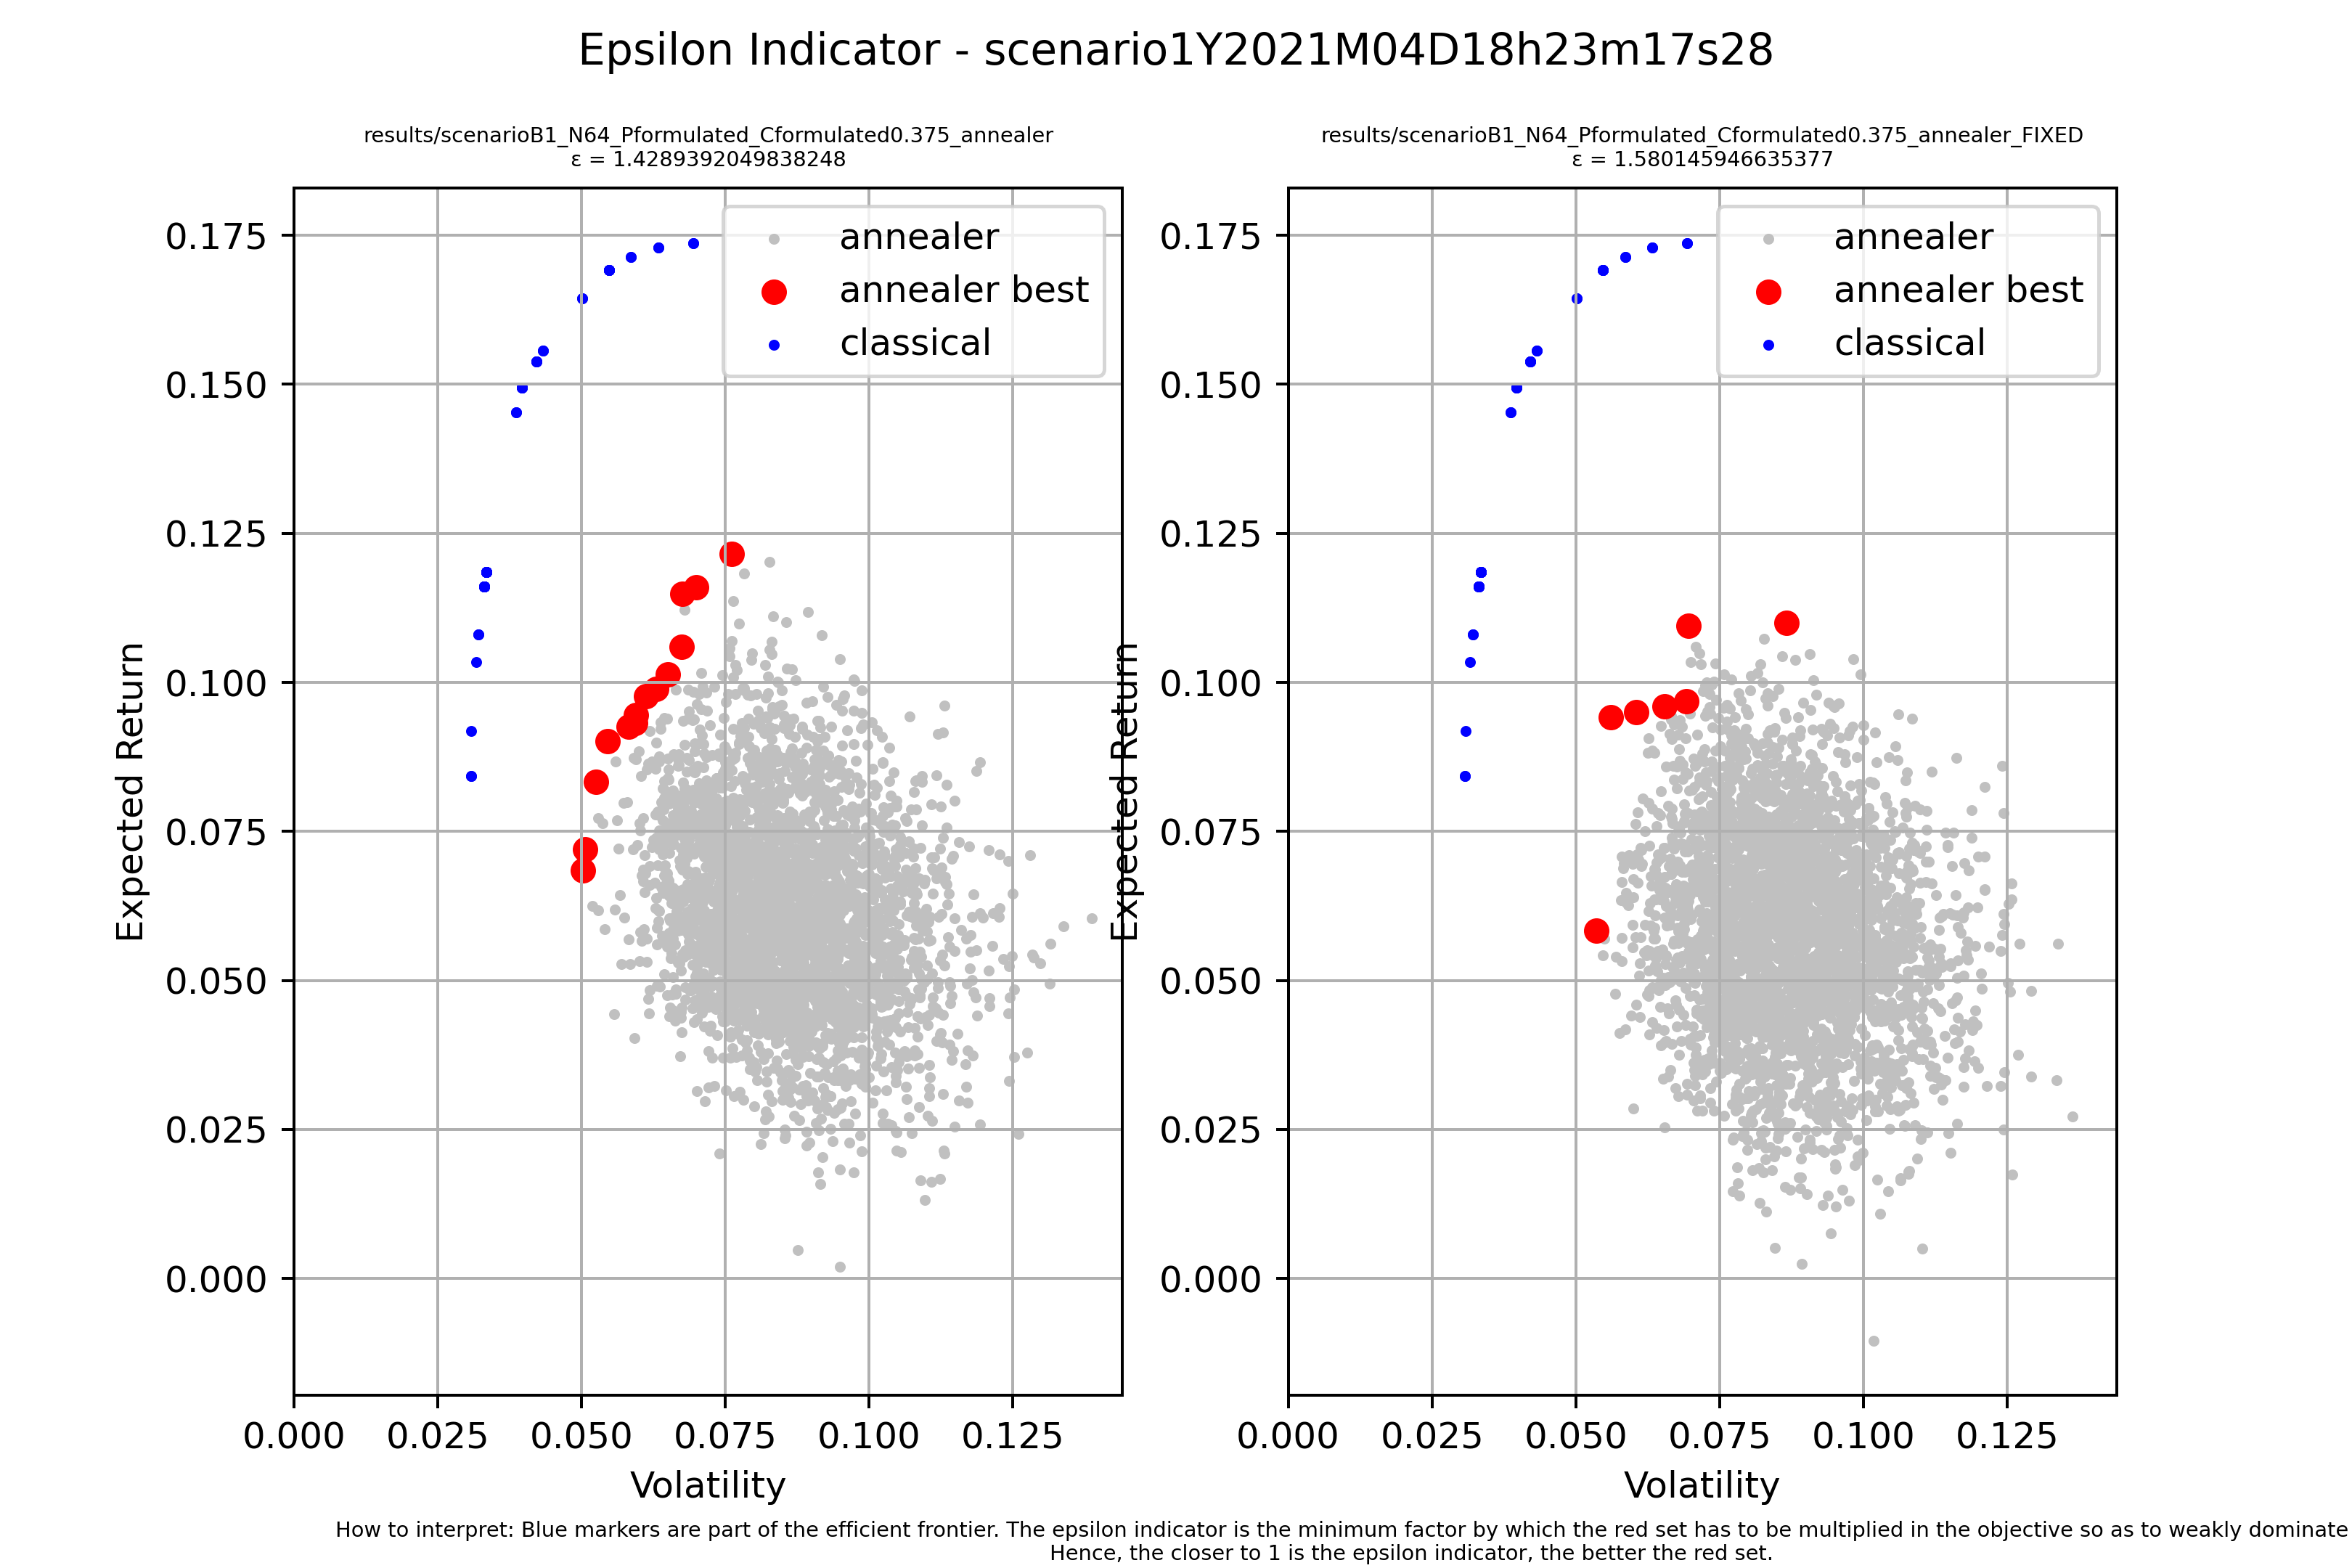 Epsilon Indicator - scenario1Y2021M04D18h23m17s28
results/scenarioB1_N64_Pformulated_Cformulated0.375_annealer
ε = 1.4289392049838248
0.175
0.150
0.125
0.100
0.075
0.050
0.025
0.000
Expected Return
annealer
annealer best
classical
0.000 0.025 0.050 0.075 0.100 0.125
Volatility
results/scenarioB1_N64_Pformulated_Cformulated0.375_annealer_FIXED
ε = 1.580145946635377
0.175
0.150
0.125
0.100
0.075
0.050
0.025
0.000
Expected Return
annealer
annealer best
classical
0.000 0.025 0.050 0.075 0.100 0.125
Volatility
How to interpret: Blue markers are part of the efficient frontier. The epsilon indicator is the minimum factor by which the red set has to be multiplied in the objective so as to weakly dominate
Hence, the closer to 1 is the epsilon indicator, the better the red set.